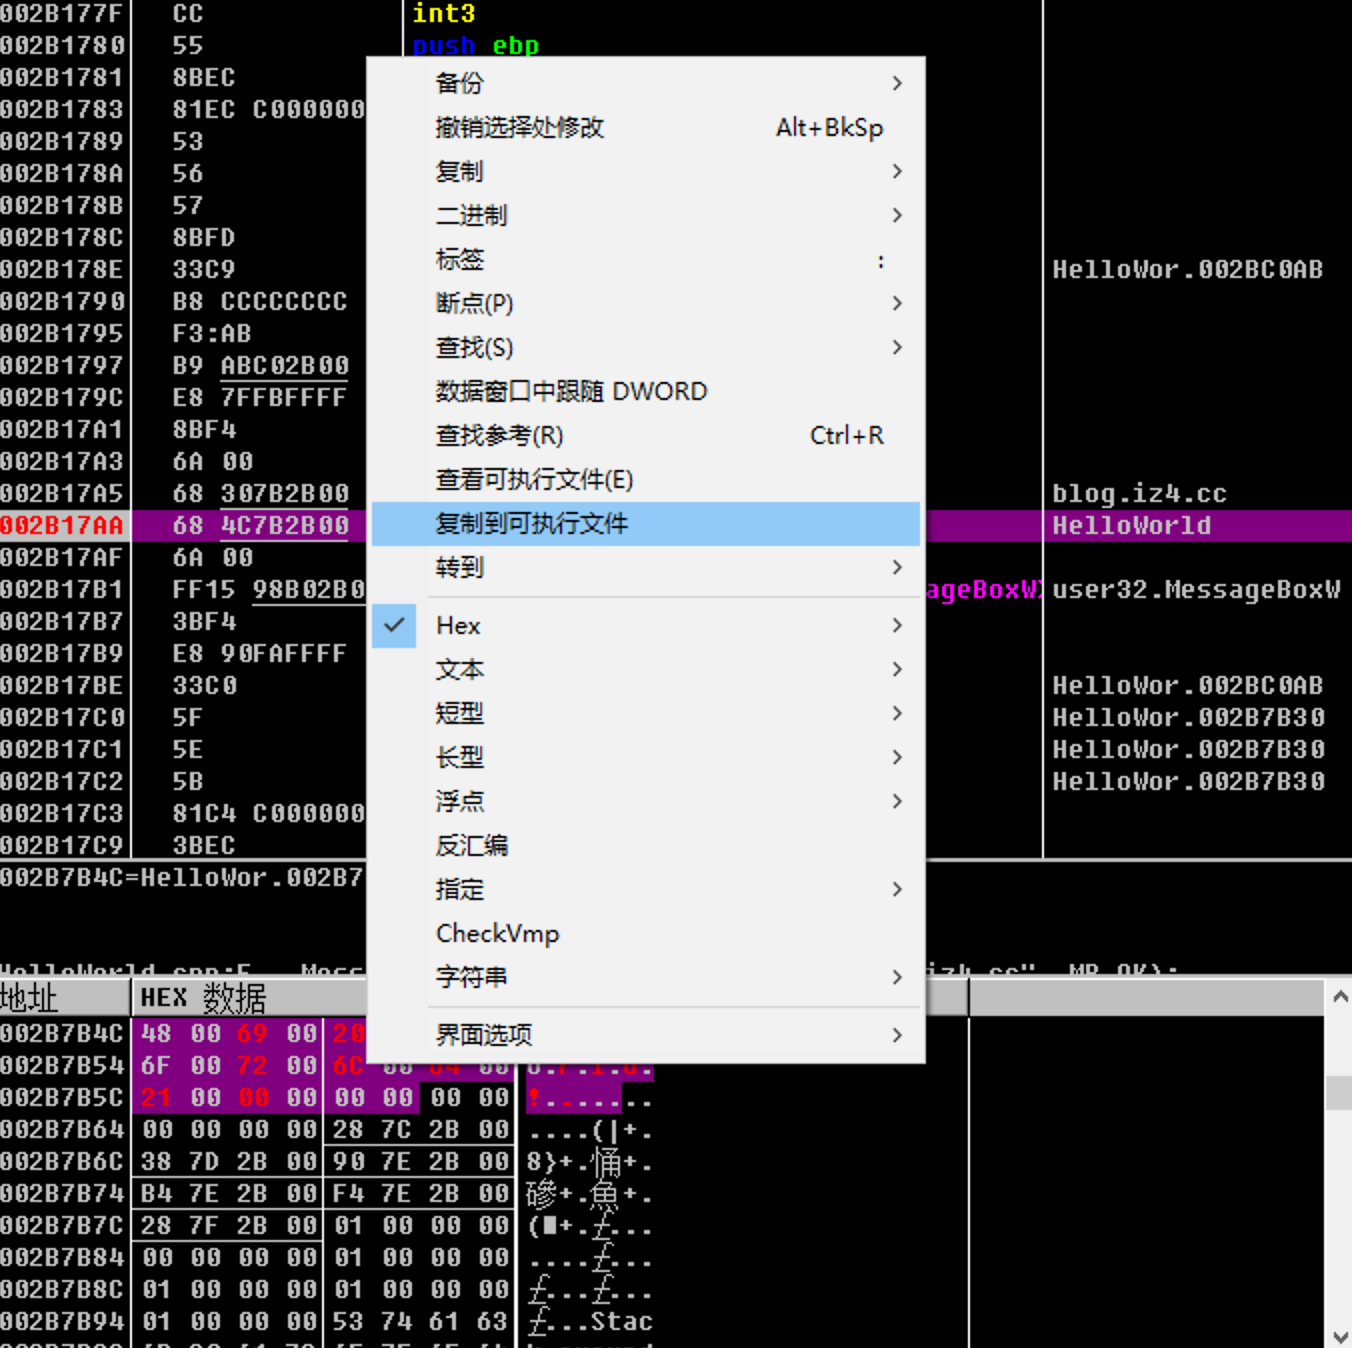 002B177F CC int3
002B1780 55 push ebp
002B1781 8BEC
002B1783 81EC C000000
002B1789 53
002B178A 56
002B178B 57
002B178C 8BFD
002B178E 33C9 HelloWor.002BC0AB
002B1790 B8 CCCCCCCC
002B1795 F3:AB
002B1797 B9 ABC02B00
002B179C E8 7FFBFFFF
002B17A1 8BF4
002B17A3 6A 00
002B17A5 68 307B2B00 blog.iz4.cc
002B17AA 68 4C7B2B00 HelloWorld
002B17AF 6A 00
002B17B1 FF15 98B02B0 ageBoxW> user32.MessageBoxW
002B17B7 3BF4
002B17B9 E8 90FAFFFF
002B17BE 33C0 HelloWor.002BC0AB
002B17C0 5F HelloWor.002B7B30
002B17C1 5E HelloWor.002B7B30
002B17C2 5B HelloWor.002B7B30
002B17C3 81C4 C000000
002B17C9 3BEC
备份 >
撤销选择处修改 Alt+BkSp
复制 >
二进制 >
标签 :
断点(P) >
查找(S) >
数据窗口中跟随 DWORD
查找参考(R) Ctrl+R
查看可执行文件(E)
复制到可执行文件
转到 >
Hex >
文本 >
短型 >
长型 >
浮点 >
反汇编
指定 >
CheckVmp
字符串 >
界面选项 >
002B7B4C=HelloWor.002B7
HelloWorld.cpp:5
iz4.cc", MB_OK);
地址 HEX 数据
002B7B4C 48 00 69 00 20
002B7B54 6F 00 72 00 6C 00 64 00 o.r.l.d.
002B7B5C 21 00 00 00 00 00 00 00 !.......
002B7B64 00 00 00 00 28 7C 2B 00 ....(|+.
002B7B6C 38 7D 2B 00 90 7E 2B 00 8}+.悀+.
002B7B74 B4 7E 2B 00 F4 7E 2B 00
002B7B7C 28 7F 2B 00 01 00 00 00
002B7B84 00 00 00 00 01 00 00 00
002B7B8C 01 00 00 00 01 00 00 00
002B7B94 01 00 00 00 53 74 61 63 £...Stac